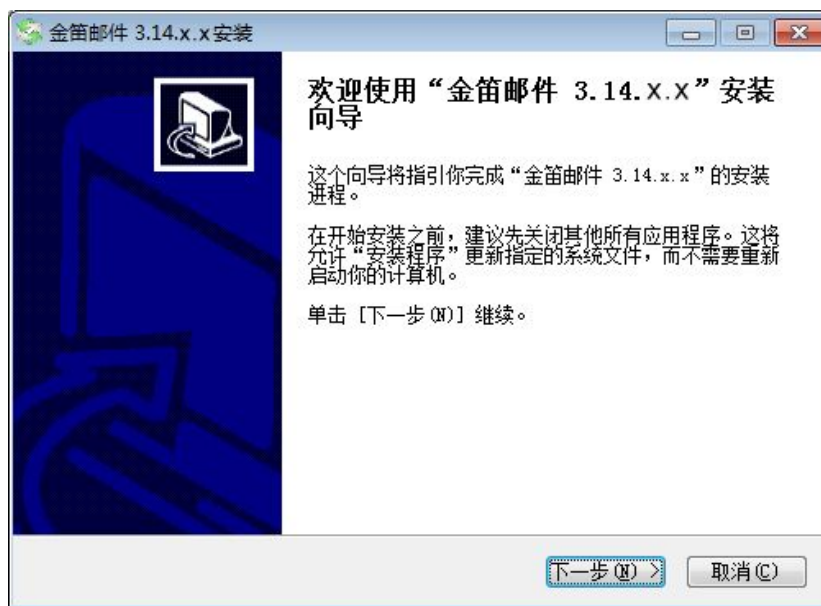 金笛邮件 3.14.x.x安装
欢迎使用“金笛邮件 3.14.x.x”安装
向导
这个向导将指引你完成“金笛邮件 3.14.x.x”的安装
进程。
在开始安装之前，建议先关闭其他所有应用程序。这将
允许“安装程序”更新指定的系统文件，而不需要重新
启动你的计算机。
单击 [下一步(N)] 继续。
下一步(N) >
取消(C)